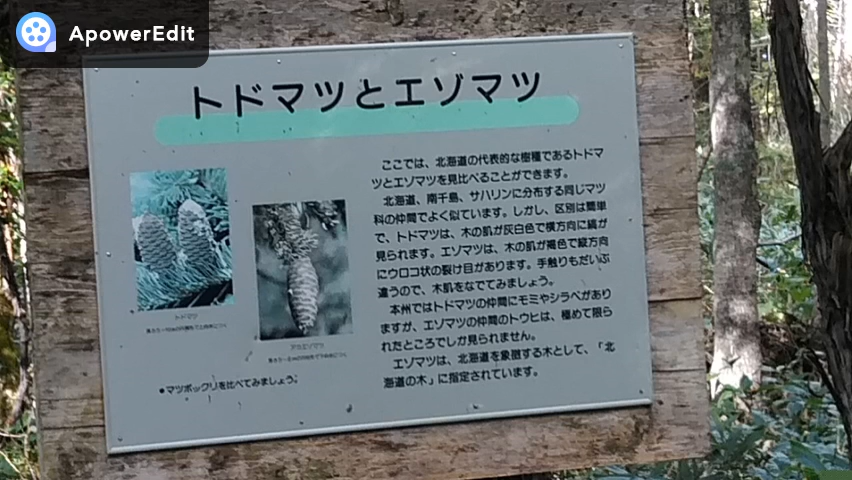 ApowerEdit
トドマツとエゾマツ
ここでは、北海道の代表的な樹種であるトドマ
ツとエゾマツを見比べることができます。
北海道、南千島、サハリンに分布する同じマツ
科の仲間でよく似ています。しかし、区別は簡単
で、トドマツは、木の肌が灰白色で横方向に縞が
見られます。エゾマツは、木の肌が褐色で縦方向
にウロコ状の裂け目があります。手触りもだいぶ
違うので、木肌をなでてみましょう。
本州ではトドマツの仲間にモミやシラベがあり
ますが、エゾマツの仲間のトウヒは、極めて限ら
れたところでしか見られません。
エゾマツは、北海道を象徴する木として、「北
海道の木」に指定されています。
トドマツ
アカエゾマツ
●マツボックリを比べてみましょう。